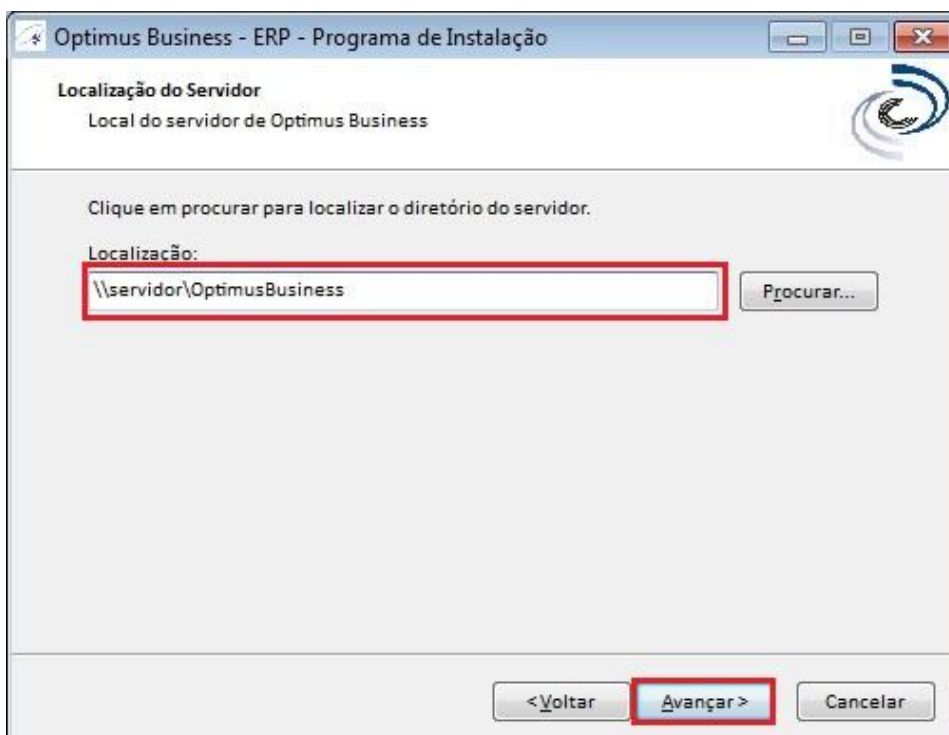 Optimus Business - ERP - Programa de Instalação
Localização do Servidor
Local do servidor de Optimus Business
Clique em procurar para localizar o diretório do servidor.
Localização:
\\servidor\OptimusBusiness
Procurar...
< Voltar
Avançar >
Cancelar